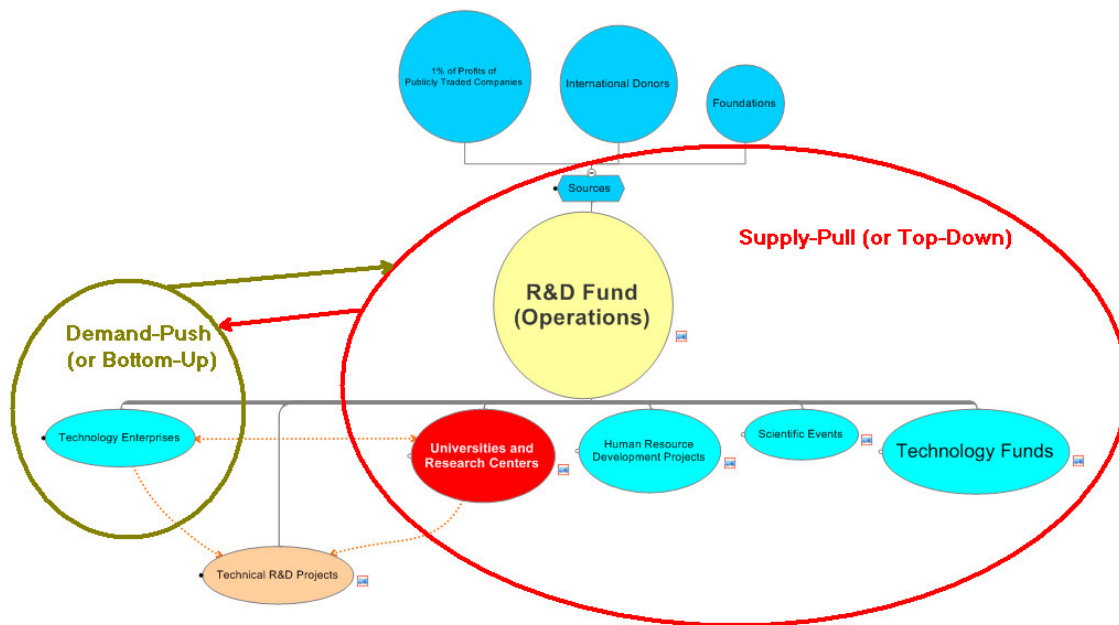 1% of Profits of
Publicly Traded Companies
International Donors
Foundations
Sources
Supply-Pull (or Top-Down)
R&D Fund
(Operations)
Demand-Push
(or Bottom-Up)
Technology Enterprises
Universities and
Research Centers
Human Resource
Development Projects
Scientific Events
Technology Funds
Technical R&D Projects